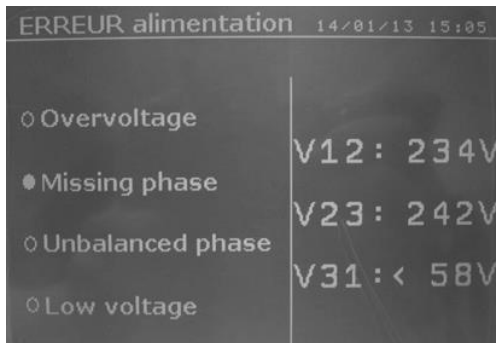 ERREUR alimentation 14/01/13 15:05
Overvoltage
V12: 234V
Missing phase
V23: 242V
Unbalanced phase
V31:< 58V
Low voltage